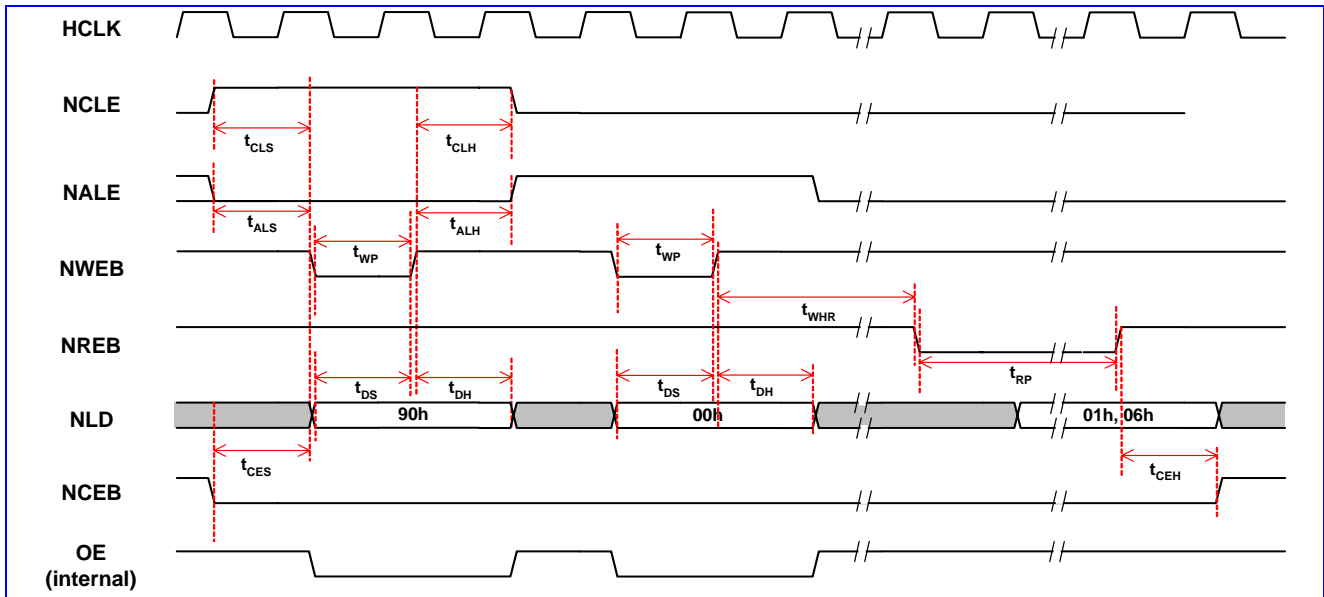 HCLK
NCLE
tCLS
tCLH
NALE
tALS
tALH
NWEB
tWP
tWP
tWHR
NREB
tRP
tDS
tDH
tDS
tDH
NLD
90h
00h
01h, 06h
tCES
tCEH
NCEB
OE
(internal)